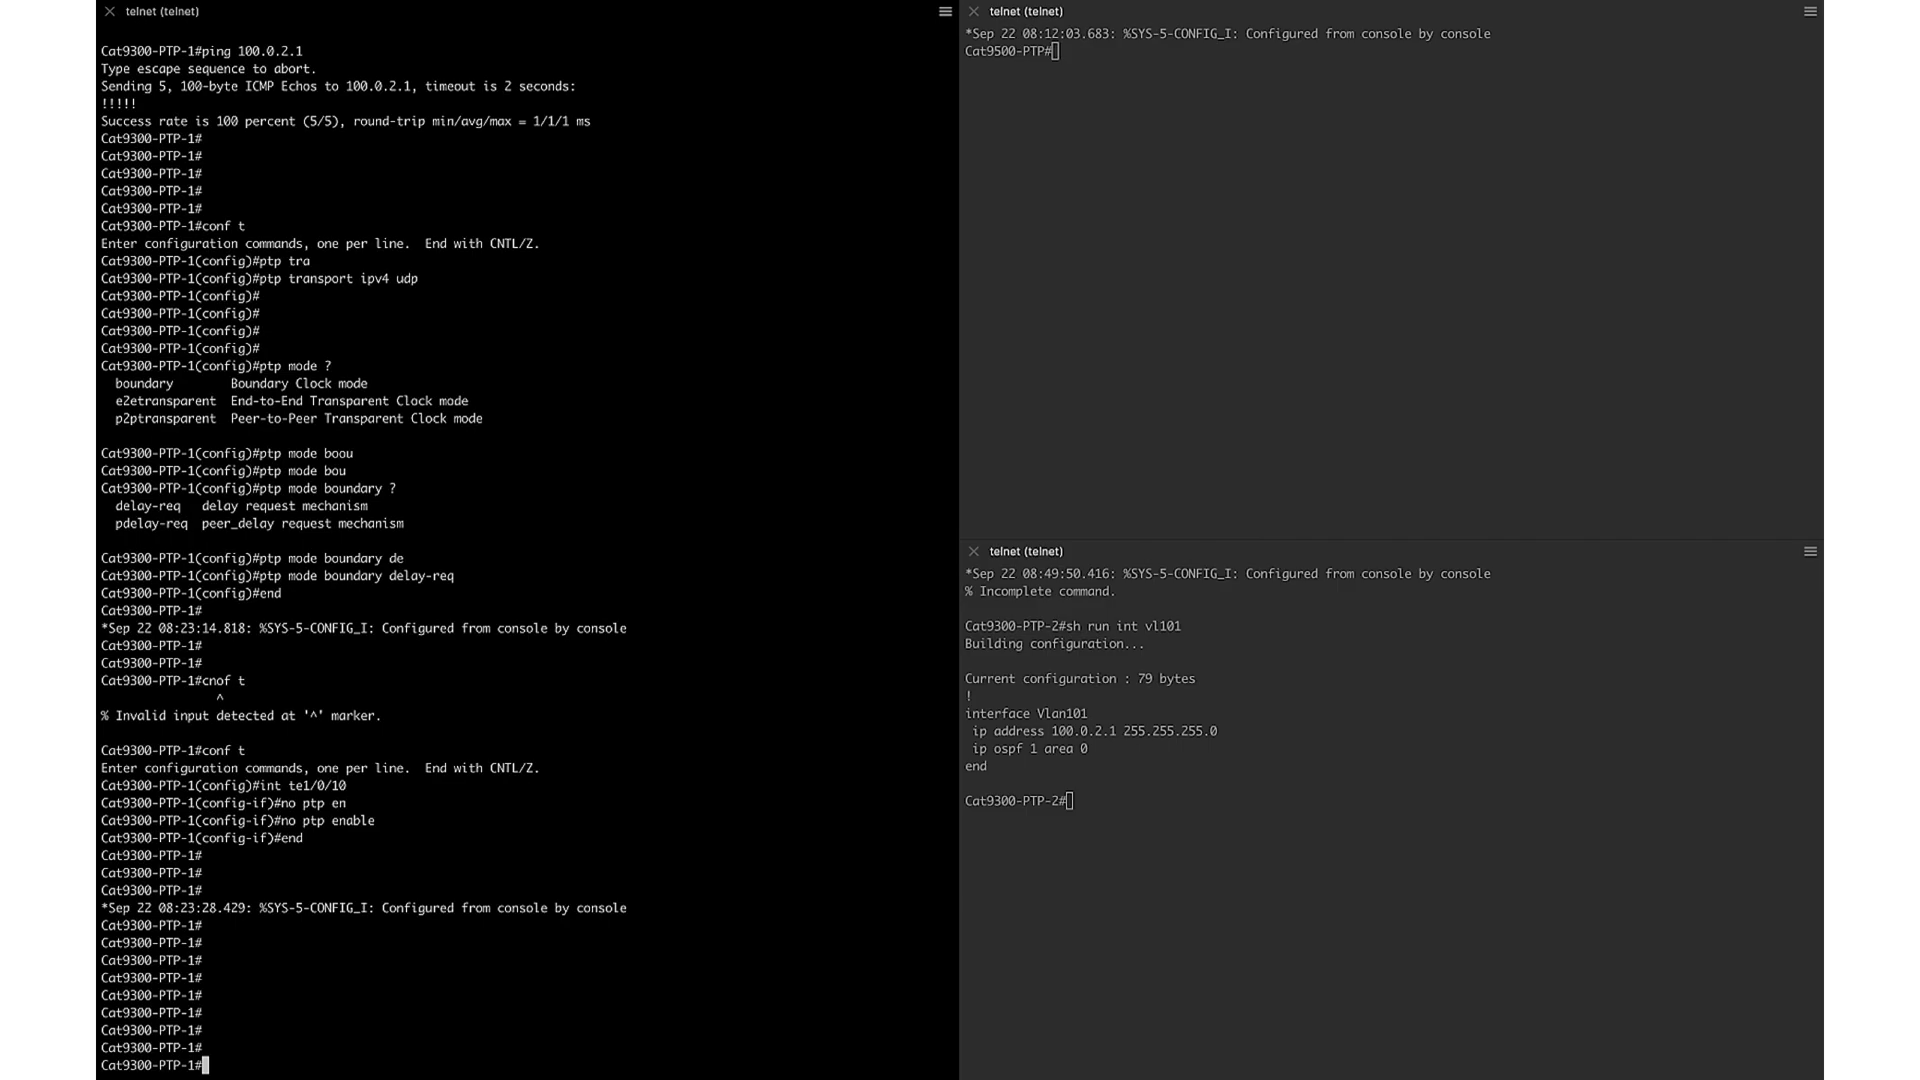 telnet (telnet)
Cat9300-PTP-1#ping 100.0.2.1
Type escape sequence to abort.
Sending 5, 100-byte ICMP Echos to 100.0.2.1, timeout is 2 seconds:
!!!!!
Success rate is 100 percent (5/5), round-trip min/avg/max = 1/1/1 ms
Cat9300-PTP-1#
Cat9300-PTP-1#
Cat9300-PTP-1#
Cat9300-PTP-1#
Cat9300-PTP-1#
Cat9300-PTP-1#conf t
Enter configuration commands, one per line.  End with CNTL/Z.
Cat9300-PTP-1(config)#ptp tra
Cat9300-PTP-1(config)#ptp transport ipv4 udp
Cat9300-PTP-1(config)#
Cat9300-PTP-1(config)#
Cat9300-PTP-1(config)#
Cat9300-PTP-1(config)#
Cat9300-PTP-1(config)#ptp mode ?
  boundary        Boundary Clock mode
  e2etransparent  End-to-End Transparent Clock mode
  p2ptransparent  Peer-to-Peer Transparent Clock mode
Cat9300-PTP-1(config)#ptp mode boou
Cat9300-PTP-1(config)#ptp mode bou
Cat9300-PTP-1(config)#ptp mode boundary ?
  delay-req   delay request mechanism
  pdelay-req  peer_delay request mechanism
Cat9300-PTP-1(config)#ptp mode boundary de
Cat9300-PTP-1(config)#ptp mode boundary delay-req
Cat9300-PTP-1(config)#end
Cat9300-PTP-1#
*Sep 22 08:23:14.818: %SYS-5-CONFIG_I: Configured from console by console
Cat9300-PTP-1#
Cat9300-PTP-1#
Cat9300-PTP-1#cnof t
                ^
% Invalid input detected at '^' marker.
Cat9300-PTP-1#conf t
Enter configuration commands, one per line.  End with CNTL/Z.
Cat9300-PTP-1(config)#int te1/0/10
Cat9300-PTP-1(config-if)#no ptp en
Cat9300-PTP-1(config-if)#no ptp enable
Cat9300-PTP-1(config-if)#end
Cat9300-PTP-1#
Cat9300-PTP-1#
Cat9300-PTP-1#
*Sep 22 08:23:28.429: %SYS-5-CONFIG_I: Configured from console by console
Cat9300-PTP-1#
Cat9300-PTP-1#
Cat9300-PTP-1#
Cat9300-PTP-1#
Cat9300-PTP-1#
Cat9300-PTP-1#
Cat9300-PTP-1#
Cat9300-PTP-1#
Cat9300-PTP-1#
telnet (telnet)
*Sep 22 08:12:03.683: %SYS-5-CONFIG_I: Configured from console by console
Cat9500-PTP#
telnet (telnet)
*Sep 22 08:49:50.416: %SYS-5-CONFIG_I: Configured from console by console
% Incomplete command.
Cat9300-PTP-2#sh run int vl101
Building configuration...
Current configuration : 79 bytes
!
interface Vlan101
 ip address 100.0.2.1 255.255.255.0
 ip ospf 1 area 0
end
Cat9300-PTP-2#